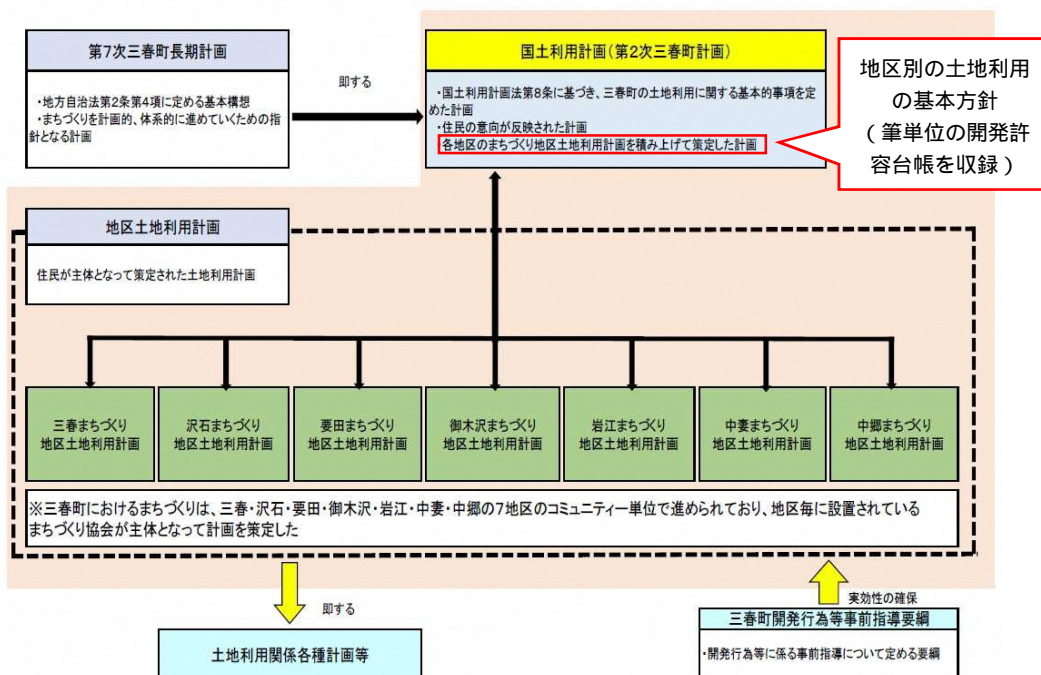 第7次三春町長期計画
・地方自治法第2条第4項に定める基本構想
・まちづくりを計画的、体系的に進めていくための指
針となる計画
即する
国土利用計画(第2次三春町計画)
・国土利用計画法第8条に基づき、三春町の土地利用に関する基本的事項を定
めた計画
・住民の意向が反映された計画
・各地区のまちづくり地区土地利用計画を積み上げて策定した計画
地区別の土地利用
の基本方針
(筆単位の開発許
容台帳を収録)
地区土地利用計画
住民が主体となって策定された土地利用計画
三春まちづくり
地区土地利用計画
沢石まちづくり
地区土地利用計画
要田まちづくり
地区土地利用計画
御木沢まちづくり
地区土地利用計画
岩江まちづくり
地区土地利用計画
中妻まちづくり
地区土地利用計画
中郷まちづくり
地区土地利用計画
※三春町におけるまちづくりは、三春・沢石・要田・御木沢・岩江・中妻・中郷の7地区のコミュニティー単位で進められており、地区毎に設置されている
まちづくり協会が主体となって計画を策定した
即する
土地利用関係各種計画等
実効性の確保
三春町開発行為等事前指導要綱
・開発行為等に係る事前指導について定める要綱